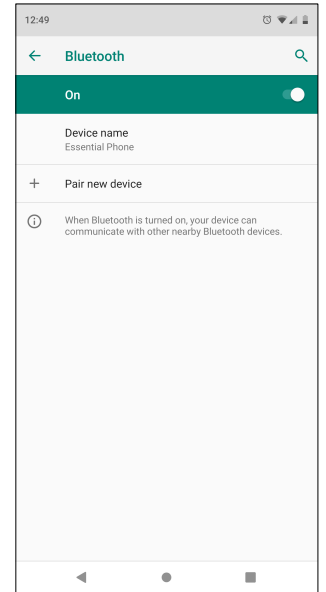 12:49
Bluetooth
On
Device name
Essential Phone
Pair new device
When Bluetooth is turned on, your device can
communicate with other nearby Bluetooth devices.